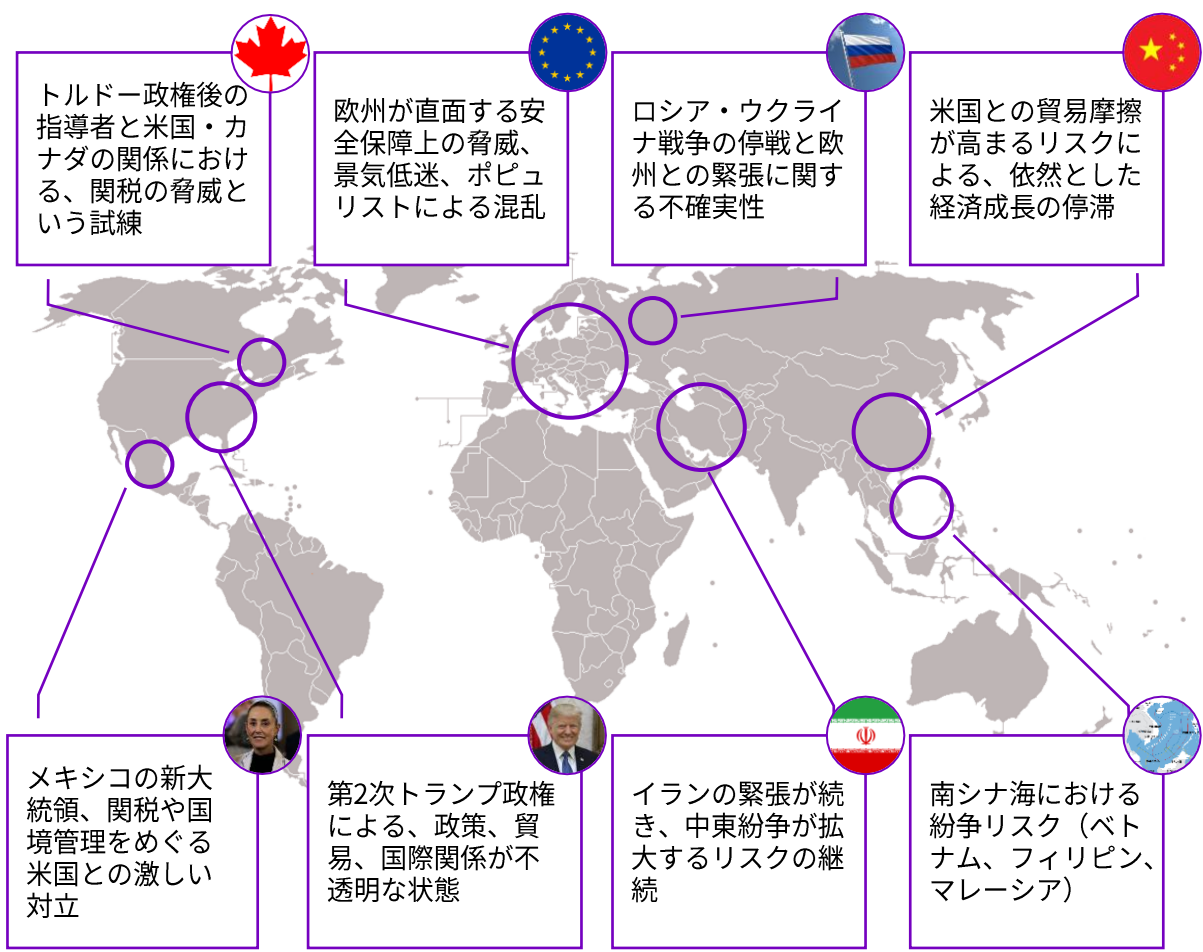 トルドー政権後の
指導者と米国・カ
ナダの関係におけ
る、関税の脅威と
いう試練
欧州が直面する安
全保障上の脅威、
景気低迷、ポピュ
リストによる混乱
ロシア・ウクライ
ナ戦争の停戦と欧
州との緊張に関す
る不確実性
米国との貿易摩擦
が高まるリスクに
よる、依然とした
経済成長の停滞
メキシコの新大
統領、関税や国
境管理をめぐる
米国との激しい
対立
第2次トランプ政権
による、政策、貿
易、国際関係が不
透明な状態
イランの緊張が続
き、中東紛争が拡
大するリスクの継
続
南シナ海における
紛争リスク（ベト
ナム、フィリピン、
マレーシア）